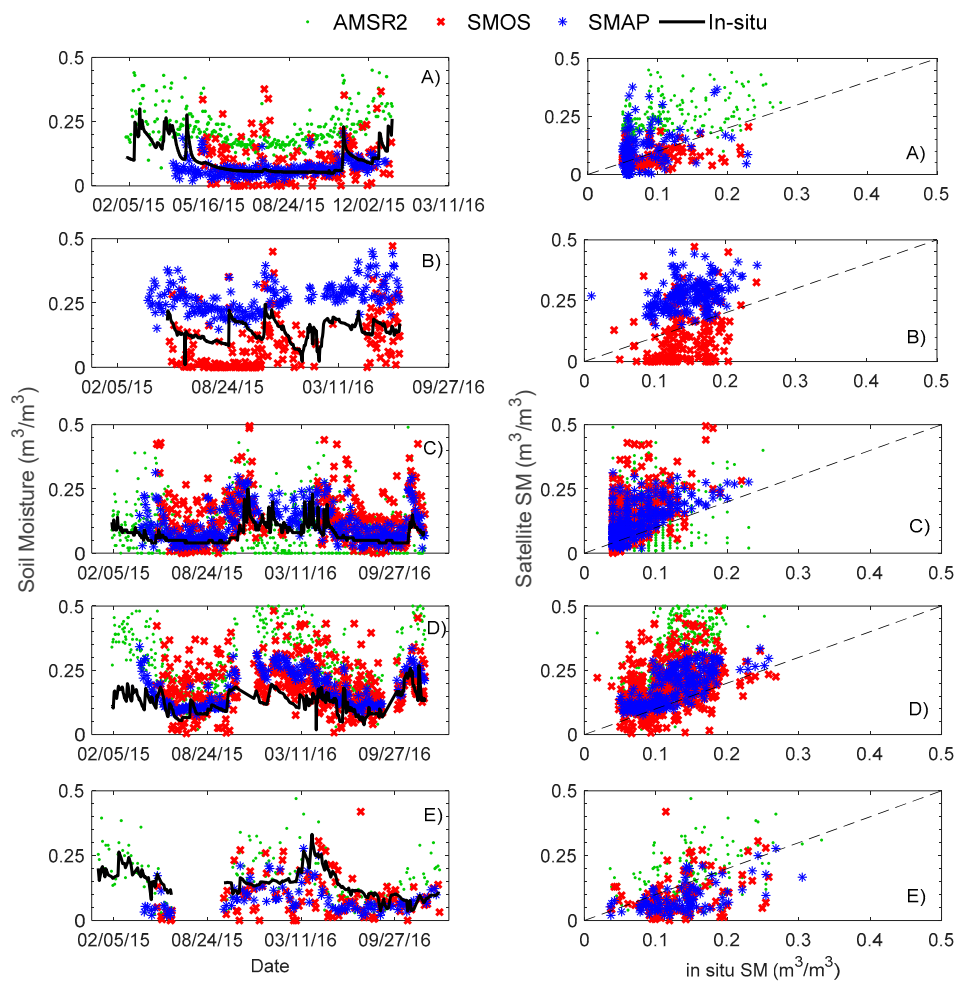 AMSR2 SMOS SMAP In-situ
0.5
0.25
0
A)
02/05/15 05/16/15 08/24/15 12/02/15 03/11/16
0.5
0.25
0
A)
0 0.1 0.2 0.3 0.4 0.5
0.5
0.25
0
B)
02/05/15 08/24/15 03/11/16 09/27/16
0.5
0.25
0
B)
0 0.1 0.2 0.3 0.4 0.5
Soil Moisture (m³/m³)
0.5
0.25
0
C)
02/05/15 08/24/15 03/11/16 09/27/16
Satellite SM (m³/m³)
0.5
0.25
0
C)
0 0.1 0.2 0.3 0.4 0.5
0.5
0.25
0
D)
02/05/15 08/24/15 03/11/16 09/27/16
0.5
0.25
0
D)
0 0.1 0.2 0.3 0.4 0.5
0.5
0.25
0
E)
02/05/15 08/24/15 03/11/16 09/27/16
Date
0.5
0.25
0
E)
0 0.1 0.2 0.3 0.4 0.5
in situ SM (m³/m³)